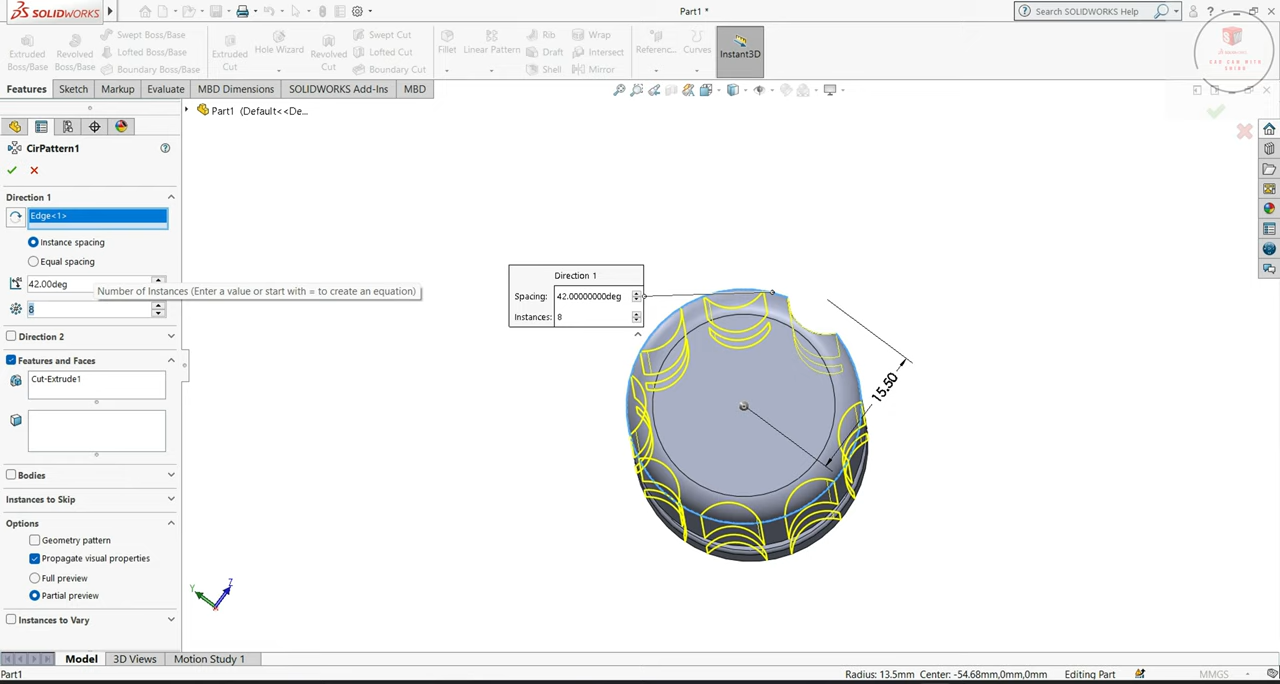 SOLIDWORKS
Part1 *
Search SOLIDWORKS Help
Extruded Boss/Base
Revolved Boss/Base
Swept Boss/Base
Lofted Boss/Base
Boundary Boss/Base
Extruded Cut
Hole Wizard
Revolved Cut
Swept Cut
Lofted Cut
Boundary Cut
Fillet
Linear Pattern
Rib
Draft
Shell
Wrap
Intersect
Mirror
Referenc...
Curves
Instant3D
CAD CAM WITH
Features
Sketch
Markup
Evaluate
MBD Dimensions
SOLIDWORKS Add-Ins
MBD
Part1 (Default<<De...
CirPattern1
Direction 1
Edge<1>
Instance spacing
Equal spacing
42.00deg
Number of Instances (Enter a value or start with = to create an equation)
8
Direction 2
Features and Faces
Cut-Extrude1
Bodies
Instances to Skip
Options
Geometry pattern
Propagate visual properties
Full preview
Partial preview
Instances to Vary
Direction 1
Spacing: 42.00000000deg
Instances: 8
15.50
Y
Z
Model
3D Views
Motion Study 1
Part1
Radius: 13.5mm Center: -54.68mm,0mm,0mm
Editing Part
MMGS